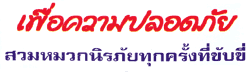 เพื่อความปลอดภัย
สวมหมวกนิรภัยทุกครั้งที่ขับขี่